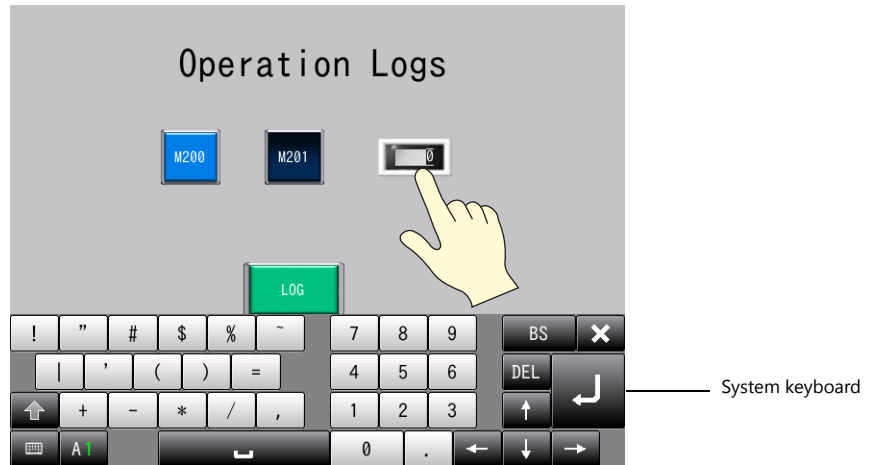 Operation Logs
M200 M201 0
LOG
! ” # $ % ~ 7 8 9 BS
| ’ ( ) = 4 5 6 DEL
System keyboard
+ - * / , 1 2 3
A1 0 .